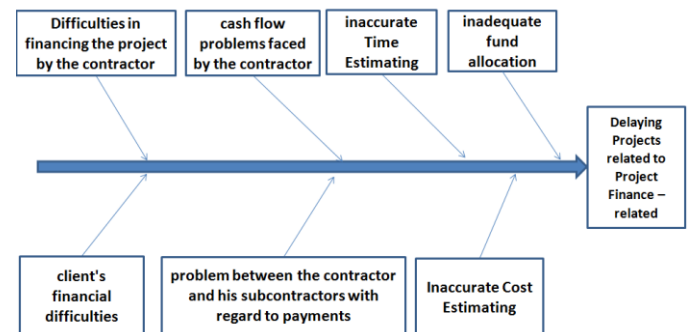 Difficulties in
financing the project
by the contractor
cash flow
problems faced
by the contractor
inaccurate
Time
Estimating
inadequate
fund
allocation
Delaying
Projects
related to
Project
Finance –
related
client's
financial
difficulties
problem between the contractor
and his subcontractors with
regard to payments
Inaccurate Cost
Estimating